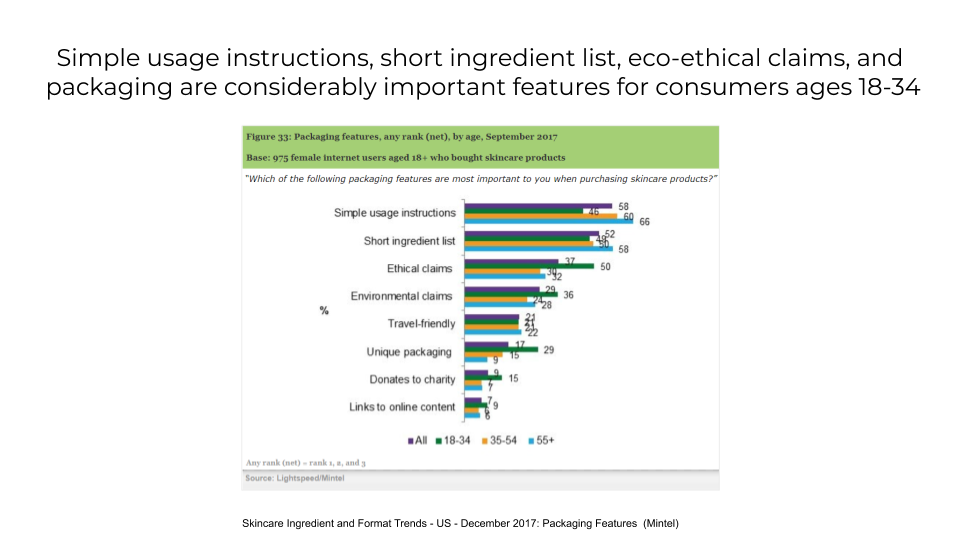 Simple usage instructions, short ingredient list, eco-ethical claims, and
packaging are considerably important features for consumers ages 18-34
Figure 33: Packaging features, any rank (net), by age, September 2017
Base: 975 female internet users aged 18+ who bought skincare products
“Which of the following packaging features are most important to you when purchasing skincare products?”
Simple usage instructions 58 46 60 66
Short ingredient list 52 48 50 58
Ethical claims 37 50 30 32
Environmental claims 29 36 24 28
%
Travel-friendly 21 21 21 22
Unique packaging 17 29 15 9
Donates to charity 9 15 7
Links to online content 7 9 6
All 18-34 35-54 55+
Any rank (net) = rank 1, 2, and 3
Source: Lightspeed/Mintel
Skincare Ingredient and Format Trends - US - December 2017: Packaging Features (Mintel)